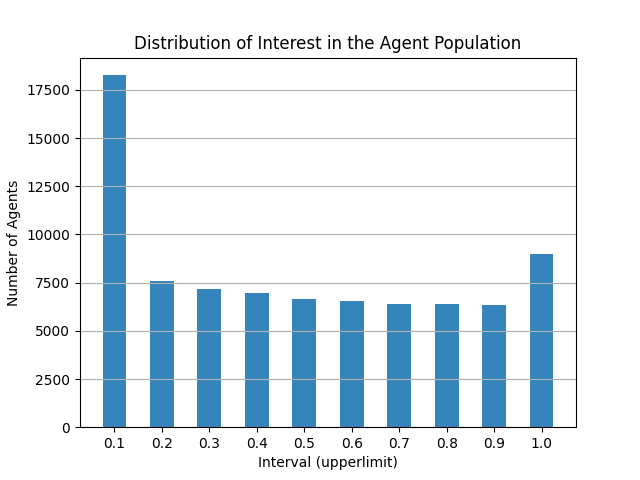 Distribution of Interest in the Agent Population
17500
15000
12500
10000
7500
5000
2500
0
Number of Agents
0.1 0.2 0.3 0.4 0.5 0.6 0.7 0.8 0.9 1.0
Interval (upperlimit)